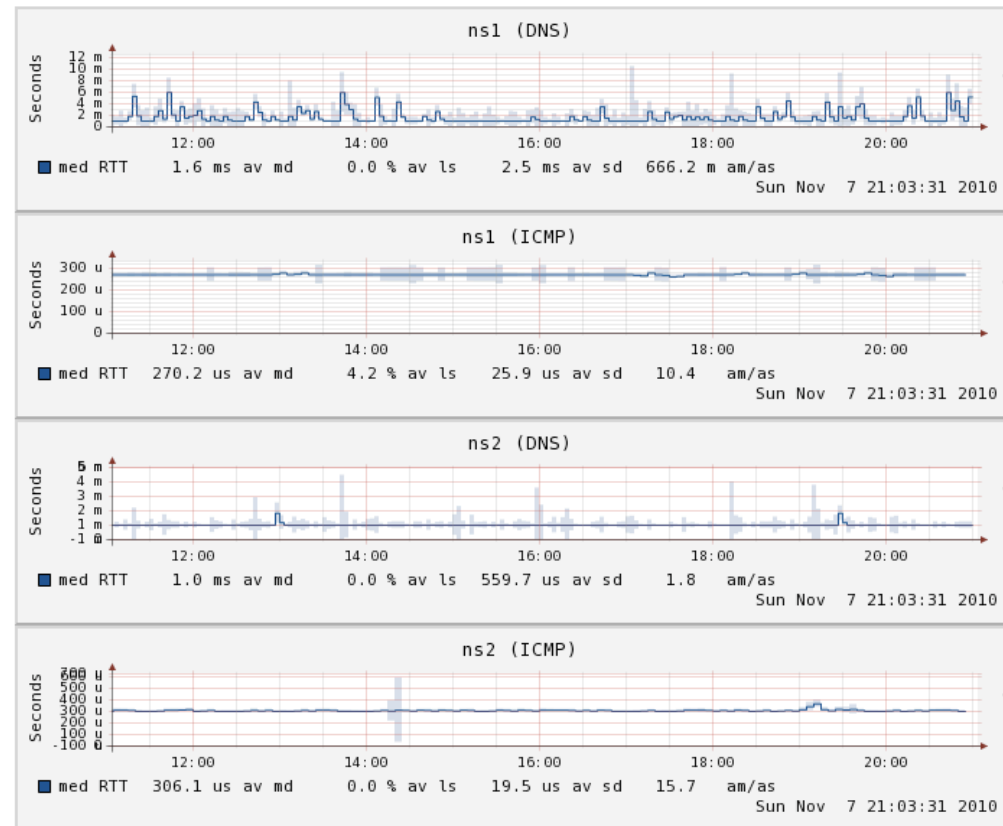 ns1 (DNS)
Seconds
12 m
10 m
8 m
6 m
4 m
2 m
0
12:00 14:00 16:00 18:00 20:00
med RTT 1.6 ms av md 0.0 % av ls 2.5 ms av sd 666.2 m am/as
Sun Nov 7 21:03:31 2010
ns1 (ICMP)
Seconds
300 u
200 u
100 u
0
12:00 14:00 16:00 18:00 20:00
med RTT 270.2 us av md 4.2 % av ls 25.9 us av sd 10.4 am/as
Sun Nov 7 21:03:31 2010
ns2 (DNS)
Seconds
5 m
4 m
3 m
2 m
1 m
12:00 14:00 16:00 18:00 20:00
med RTT 1.0 ms av md 0.0 % av ls 559.7 us av sd 1.8 am/as
Sun Nov 7 21:03:31 2010
ns2 (ICMP)
Seconds
700 u
600 u
500 u
400 u
300 u
200 u
100 u
12:00 14:00 16:00 18:00 20:00
med RTT 306.1 us av md 0.0 % av ls 19.5 us av sd 15.7 am/as
Sun Nov 7 21:03:31 2010